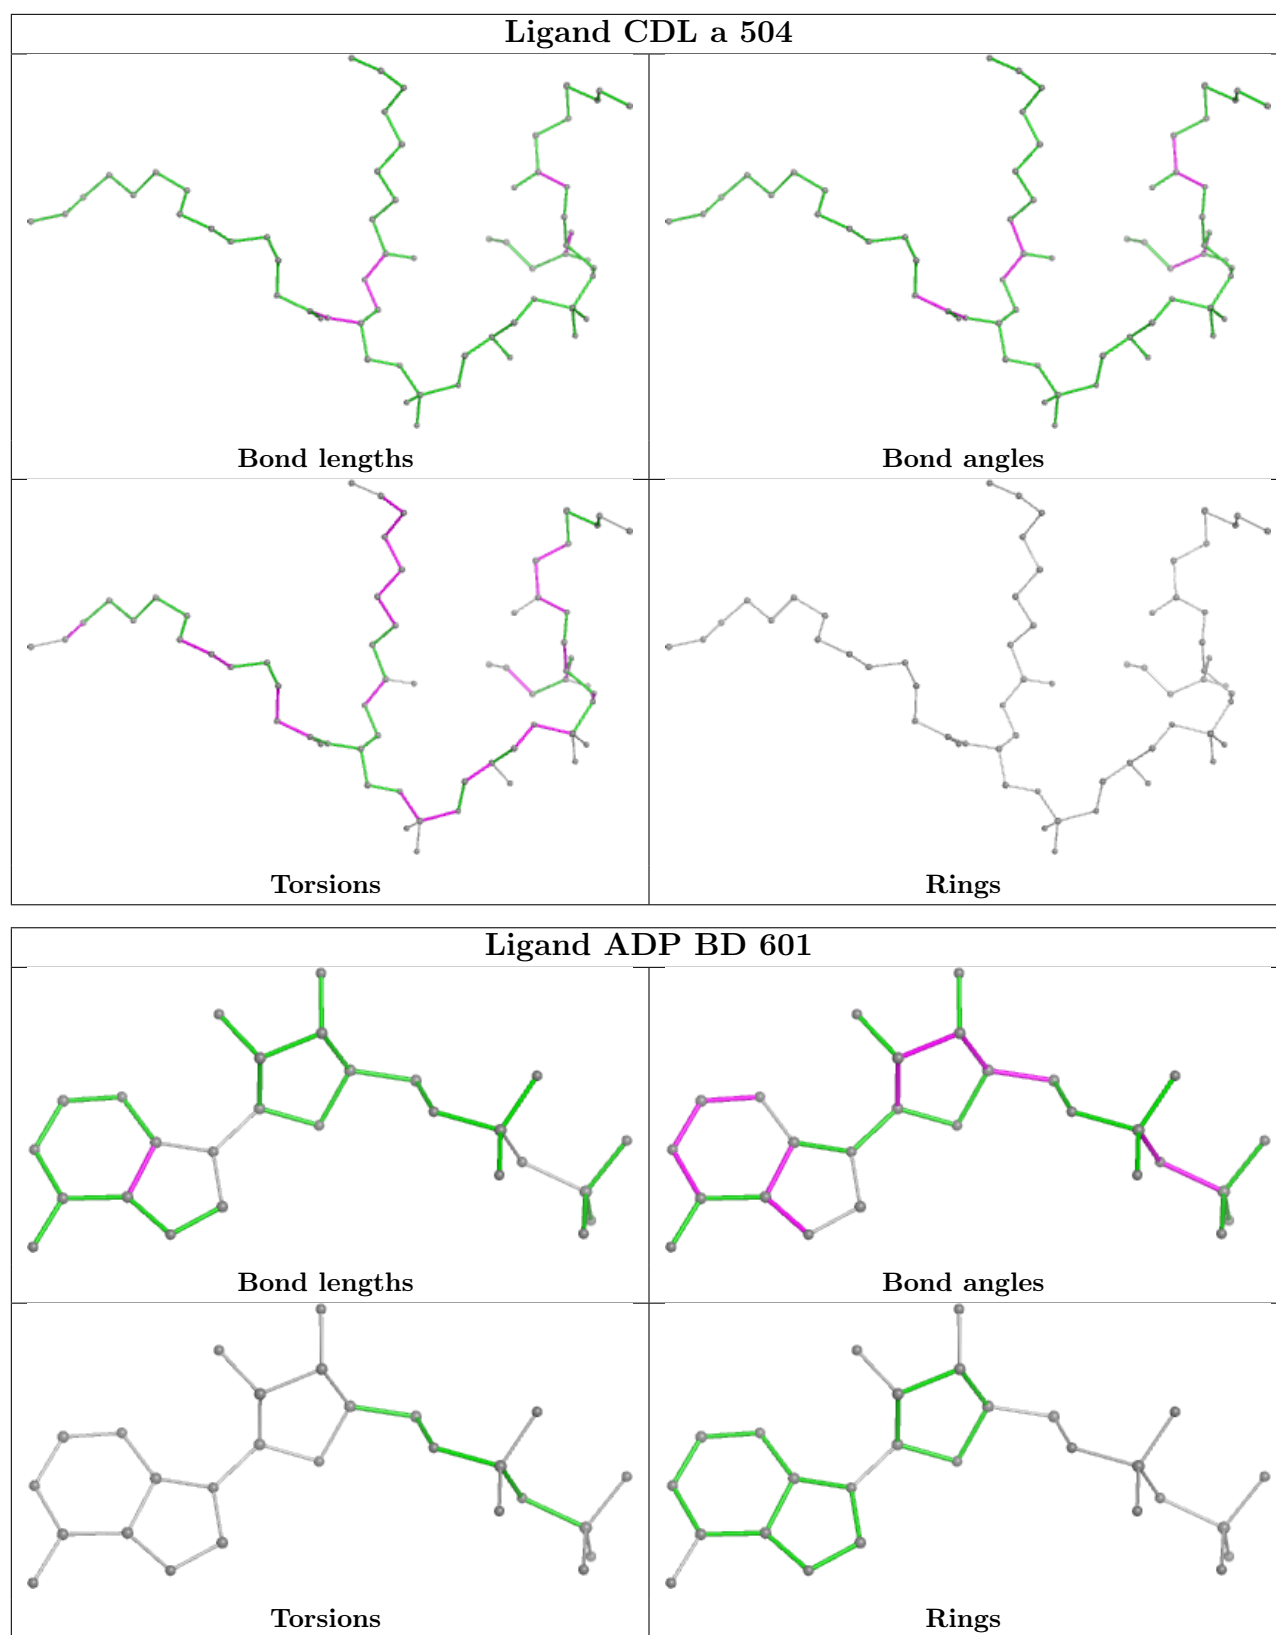 Ligand CDL a 504
Bond lengths
Bond angles
Torsions
Rings
Ligand ADP BD 601
Bond lengths
Bond angles
Torsions
Rings